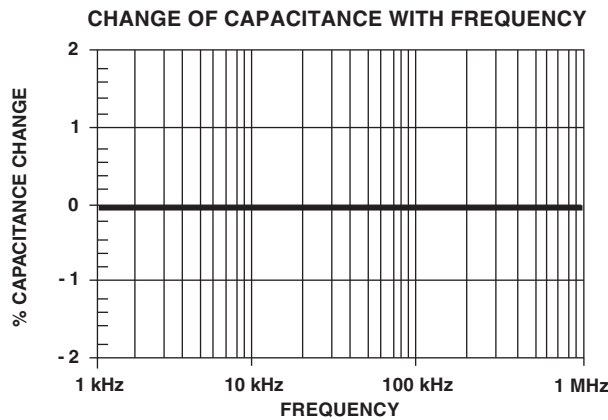 CHANGE OF CAPACITANCE WITH FREQUENCY
% CAPACITANCE CHANGE
2
1
0
- 1
- 2
1 kHz 10 kHz 100 kHz 1 MHz
FREQUENCY